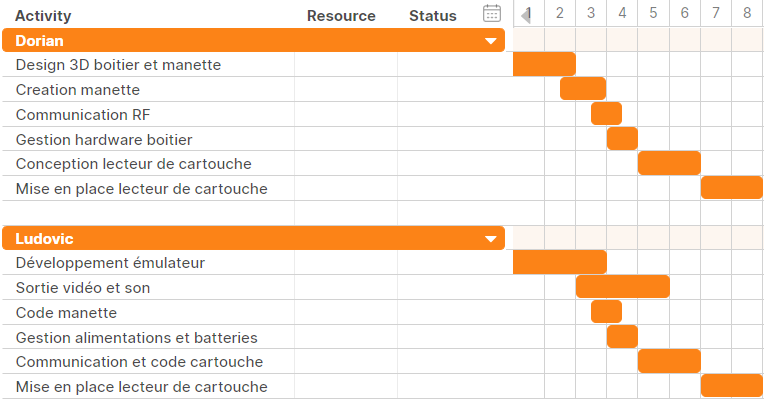 Activity Resource Status 1 2 3 4 5 6 7 8
Dorian
Design 3D boitier et manette
Creation manette
Communication RF
Gestion hardware boitier
Conception lecteur de cartouche
Mise en place lecteur de cartouche
Ludovic
Développement émulateur
Sortie vidéo et son
Code manette
Gestion alimentations et batteries
Communication et code cartouche
Mise en place lecteur de cartouche